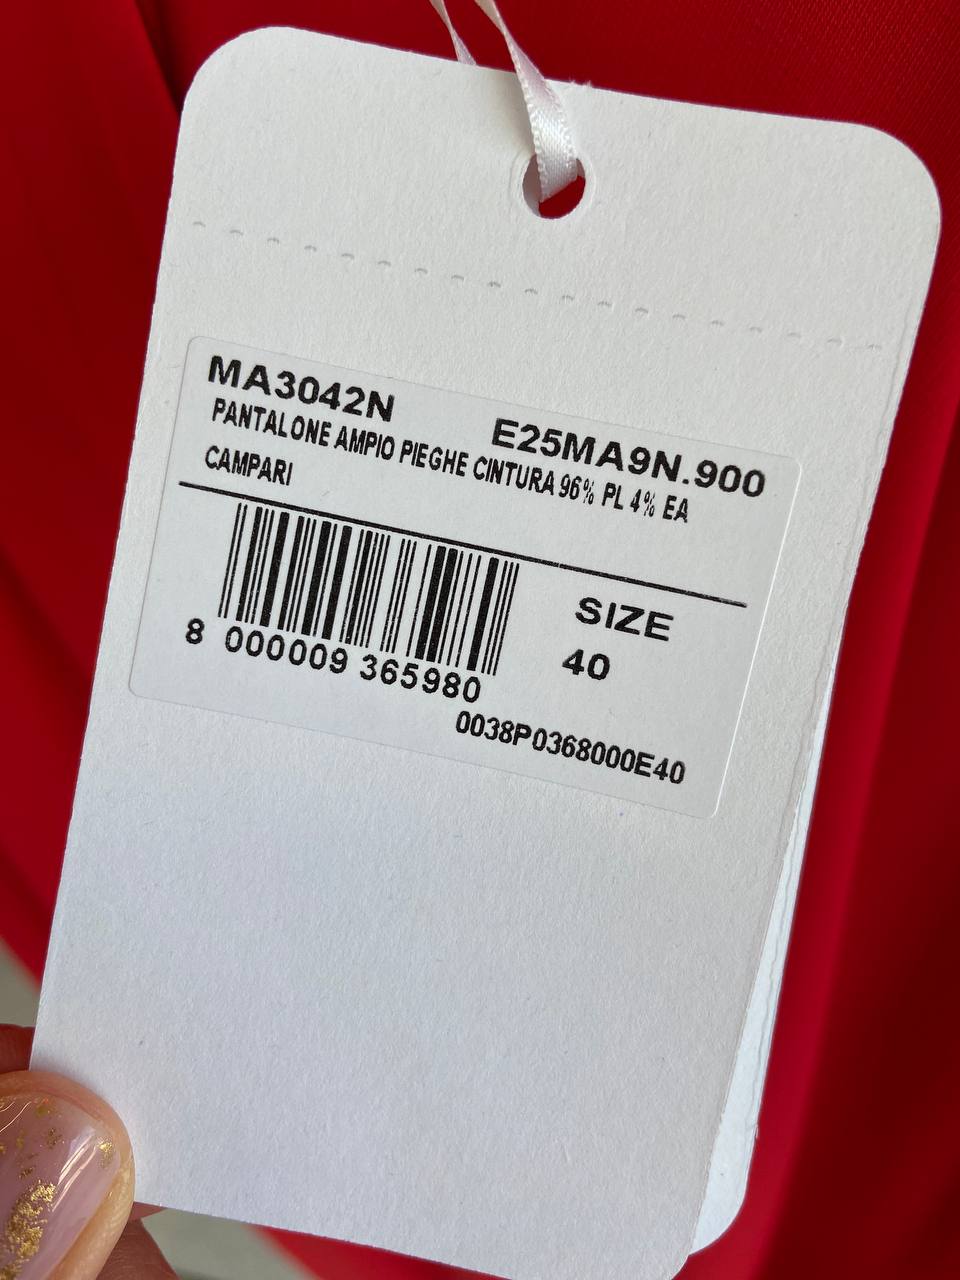 MA3042N E25MA9N.900
PANTALONE AMPIO PIEGHE CINTURA 96% PL 4% EA
CAMPARI
SIZE
40
8 000009 365980
0038P0368000E40